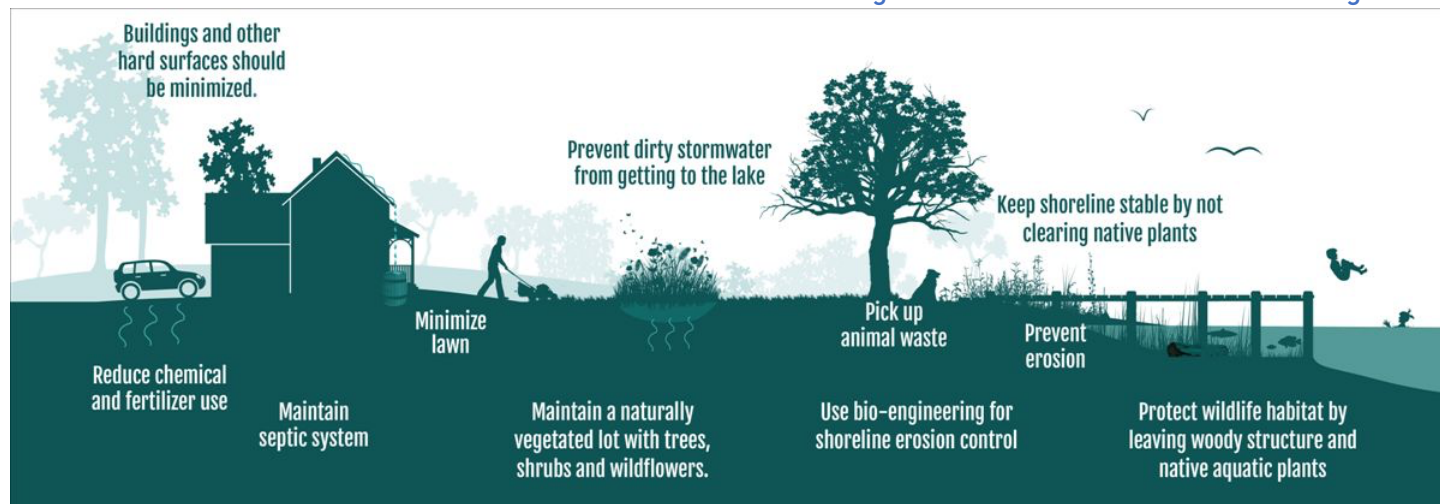 Buildings and other
hard surfaces should
be minimized.
Prevent dirty stormwater
from getting to the lake
Keep shoreline stable by not
clearing native plants
Minimize
lawn
Pick up
animal waste
Prevent
erosion
Reduce chemical
and fertilizer use
Maintain
septic system
Maintain a naturally
vegetated lot with trees,
shrubs and wildflowers.
Use bio-engineering for
shoreline erosion control
Protect wildlife habitat by
leaving woody structure and
native aquatic plants